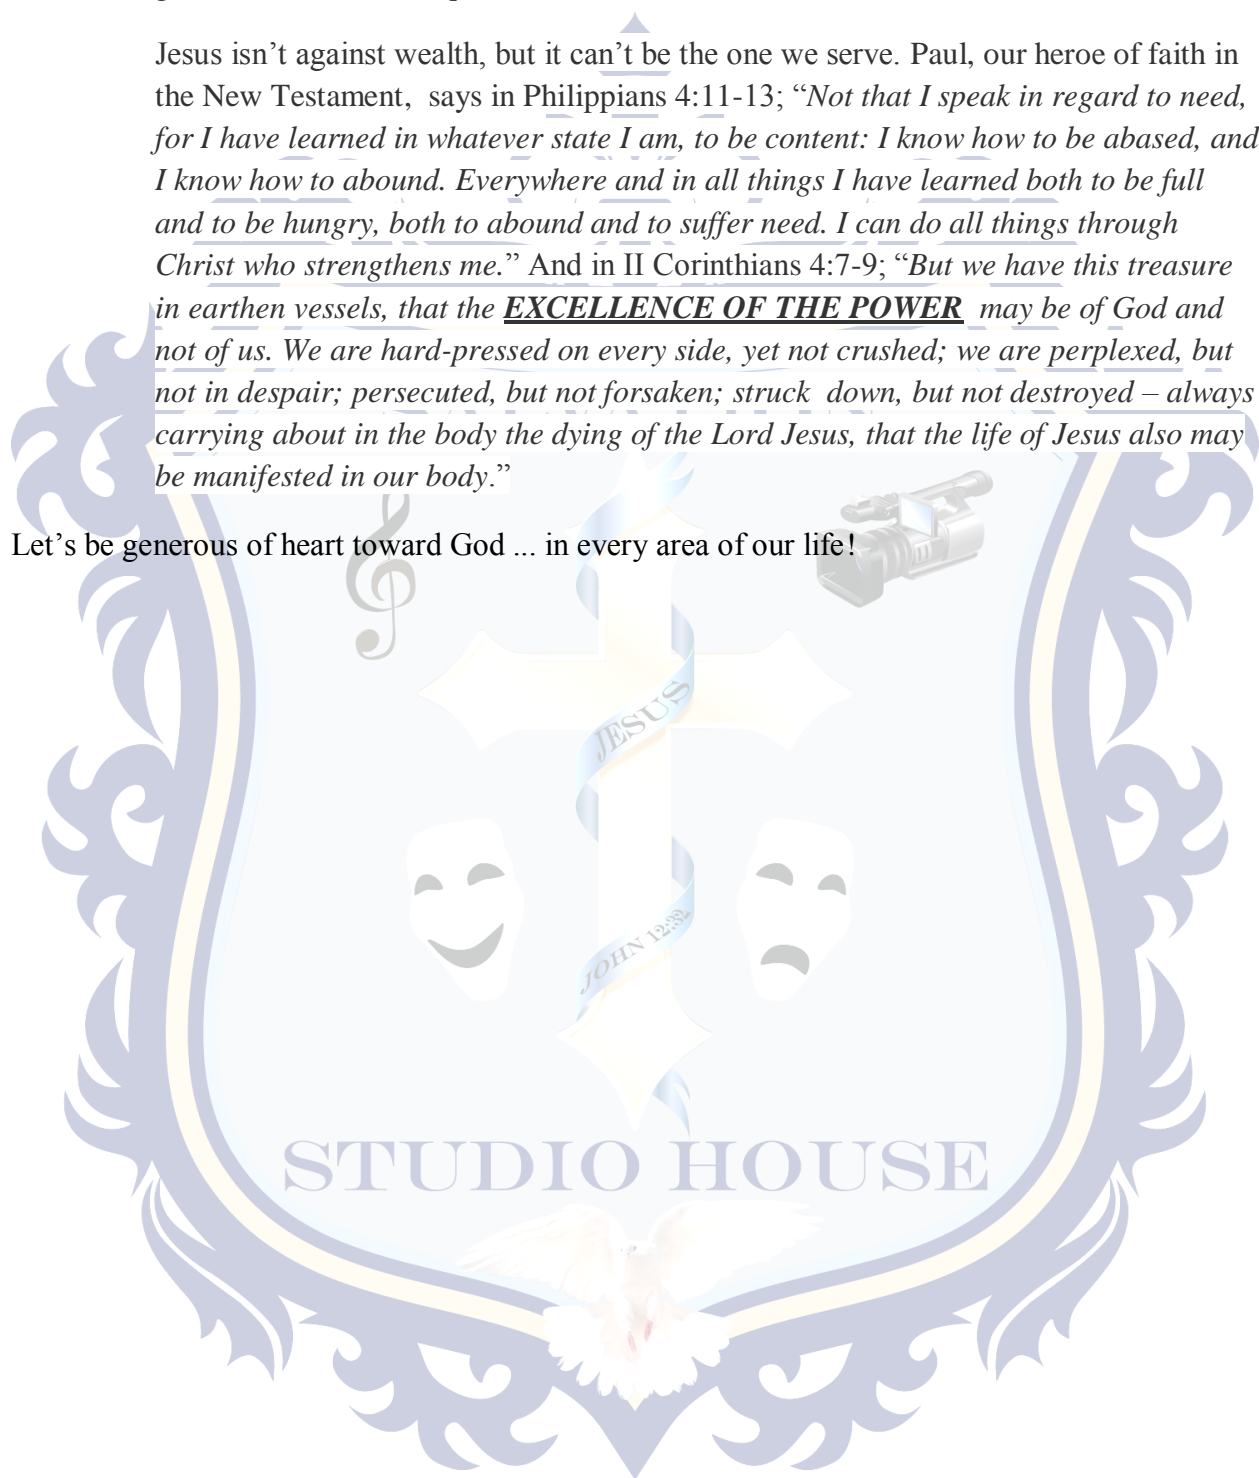 Jesus isn’t against wealth, but it can’t be the one we serve. Paul, our heroe of faith in
the New Testament,  says in Philippians 4:11-13; “Not that I speak in regard to need,
for I have learned in whatever state I am, to be content: I know how to be abased, and
I know how to abound. Everywhere and in all things I have learned both to be full
and to be hungry, both to abound and to suffer need. I can do all things through
Christ who strengthens me.” And in II Corinthians 4:7-9; “But we have this treasure
in earthen vessels, that the EXCELLENCE OF THE POWER  may be of God and
not of us. We are hard-pressed on every side, yet not crushed; we are perplexed, but
not in despair; persecuted, but not forsaken; struck  down, but not destroyed – always
carrying about in the body the dying of the Lord Jesus, that the life of Jesus also may
be manifested in our body.”
Let’s be generous of heart toward God ... in every area of our life!
JESUS
JOHN 12:32
STUDIO HOUSE